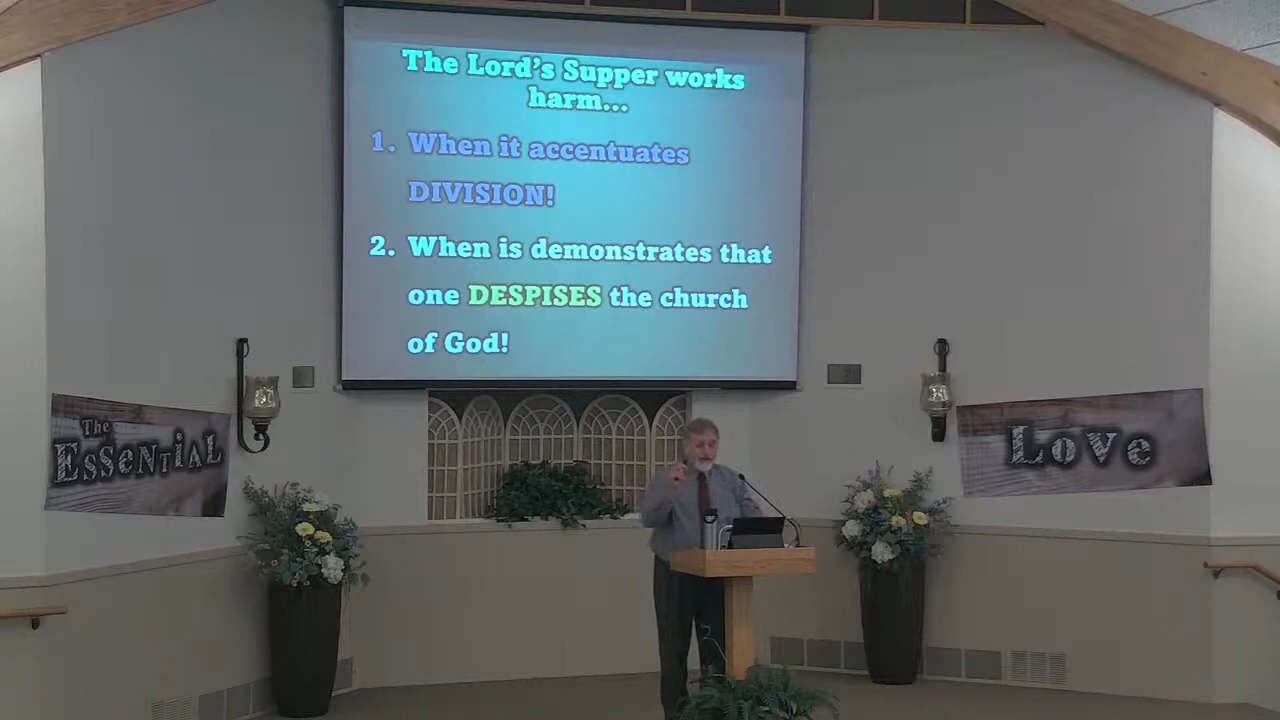 The Lord's Supper works
harm...
1. When it accentuates
DIVISION!
2. When is demonstrates that
one DESPISES the church
of God!
The
ESSeNTiAL
LoVe